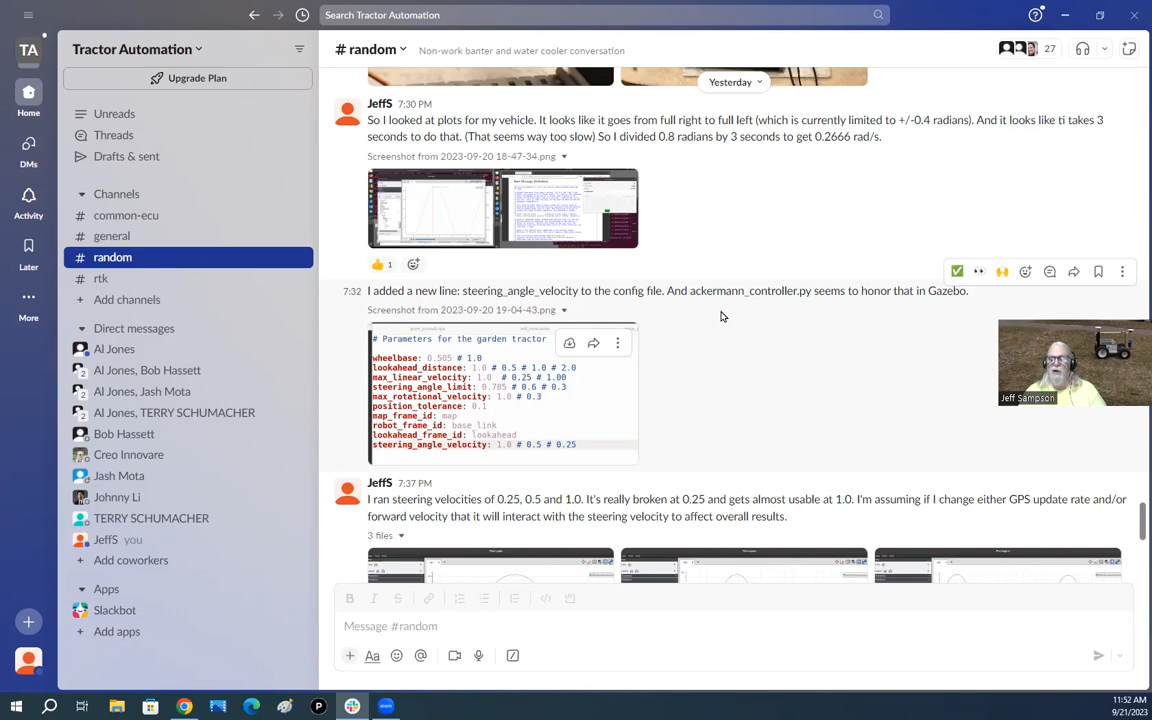 Search Tractor Automation
TA
Home
DMs
Activity
Later
More
Tractor Automation
Upgrade Plan
Unreads
Threads
Drafts & sent
Channels
# common-ecu
# general
# random
# rtk
Add channels
Direct messages
Al Jones
2 Al Jones, Bob Hassett
2 Al Jones, Jash Mota
2 Al Jones, TERRY SCHUMACHER
Bob Hassett
Creo Innovare
Jash Mota
Johnny Li
TERRY SCHUMACHER
JeffS you
Add coworkers
Apps
Slackbot
Add apps
# random Non-work banter and water cooler conversation 27
Yesterday
JeffS 7:30 PM
So I looked at plots for my vehicle. It looks like it goes from full right to full left (which is currently limited to +/-0.4 radians). And it looks like ti takes 3
seconds to do that. (That seems way too slow) So I divided 0.8 radians by 3 seconds to get 0.2666 rad/s.
Screenshot from 2023-09-20 18-47-34.png
1
7:32 I added a new line: steering_angle_velocity to the config file. And ackermann_controller.py seems to honor that in Gazebo.
Screenshot from 2023-09-20 19-04-43.png
# Parameters for the garden tractor
wheelbase: 0.505 # 1.0
lookahead_distance: 1.0 # 0.5 # 1.0 # 2.0
max_linear_velocity: 1.0 # 0.25 # 1.00
steering_angle_limit: 0.785 # 0.6 # 0.3
max_rotational_velocity: 1.0 # 0.3
position_tolerance: 0.1
map_frame_id: map
robot_frame_id: base_link
lookahead_frame_id: lookahead
steering_angle_velocity: 1.0 # 0.5 # 0.25
Jeff Sampson
JeffS 7:37 PM
I ran steering velocities of 0.25, 0.5 and 1.0. It's really broken at 0.25 and gets almost usable at 1.0. I'm assuming if I change either GPS update rate and/or
forward velocity that it will interact with the steering velocity to affect overall results.
3 files
Message #random
Aa
11:52 AM
9/21/2023